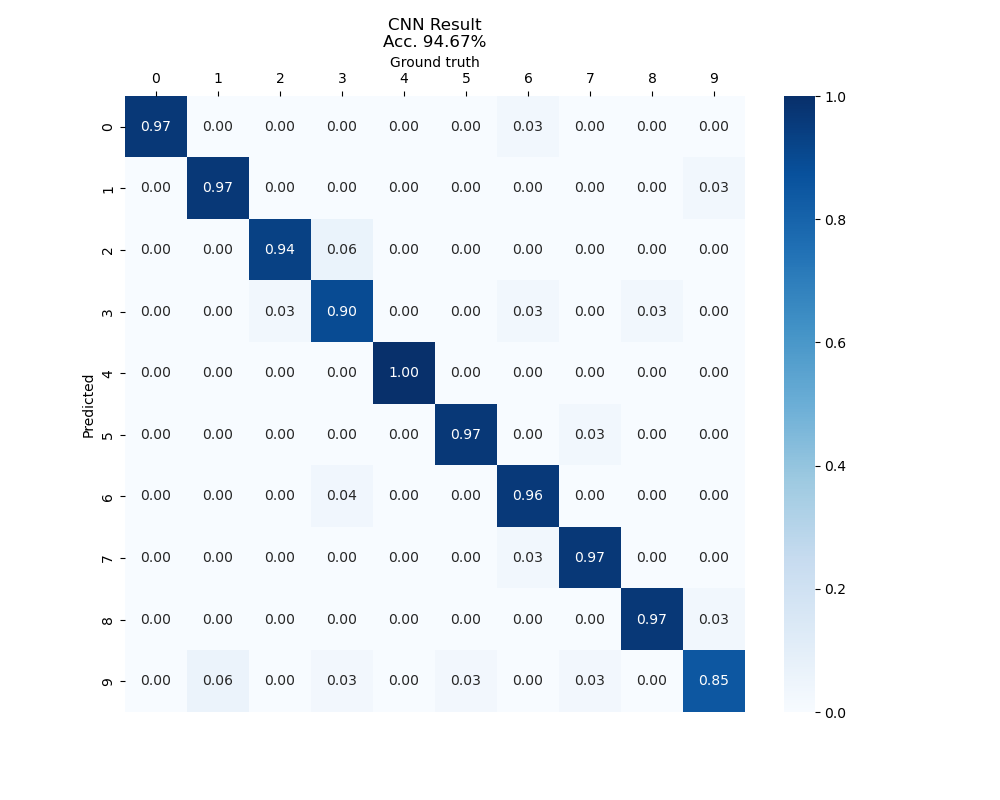 CNN Result
Acc. 94.67%
Ground truth
0 1 2 3 4 5 6 7 8 9
0 0.97 0.00 0.00 0.00 0.00 0.00 0.03 0.00 0.00 0.00
1 0.00 0.97 0.00 0.00 0.00 0.00 0.00 0.00 0.00 0.03
2 0.00 0.00 0.94 0.06 0.00 0.00 0.00 0.00 0.00 0.00
3 0.00 0.00 0.03 0.90 0.00 0.00 0.03 0.00 0.03 0.00
4 0.00 0.00 0.00 0.00 1.00 0.00 0.00 0.00 0.00 0.00
5 0.00 0.00 0.00 0.00 0.00 0.97 0.00 0.03 0.00 0.00
6 0.00 0.00 0.00 0.04 0.00 0.00 0.96 0.00 0.00 0.00
7 0.00 0.00 0.00 0.00 0.00 0.00 0.03 0.97 0.00 0.00
8 0.00 0.00 0.00 0.00 0.00 0.00 0.00 0.00 0.97 0.03
9 0.00 0.06 0.00 0.03 0.00 0.03 0.00 0.03 0.00 0.85
Predicted
1.0
0.8
0.6
0.4
0.2
0.0